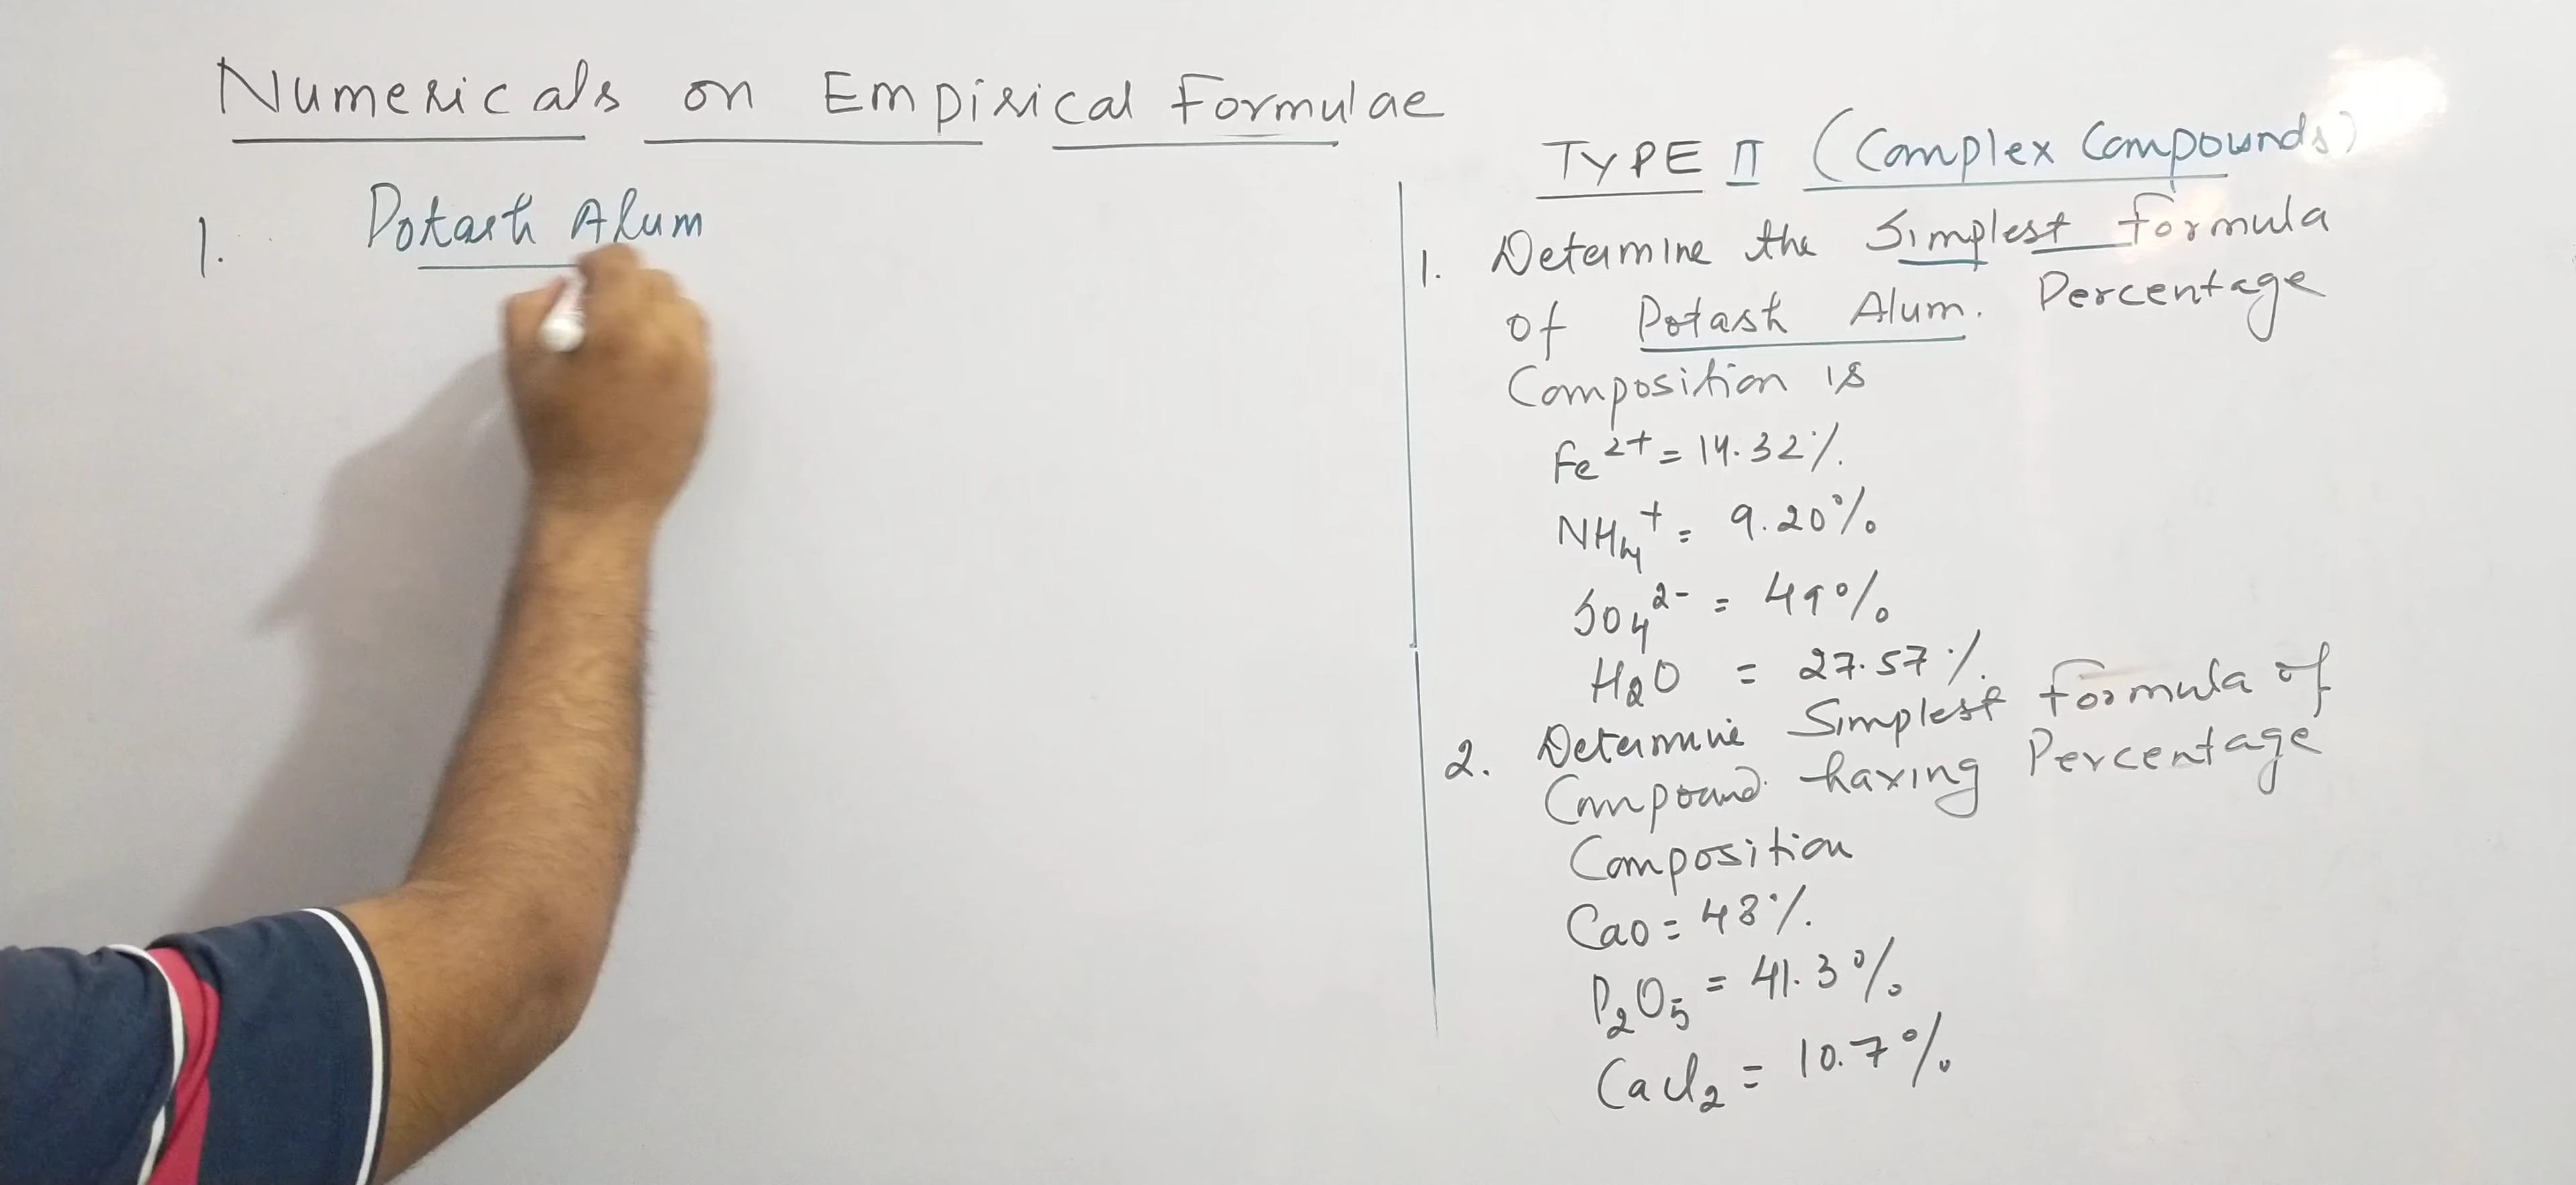 Numericals on Empirical Formulae
1. Potash Alum
TYPE II (Complex Compounds)
1. Determine the Simplest formula
of Potash Alum. Percentage
Composition is
Fe²⁺ = 14.32%.
NH₄⁺ = 9.20%
SO₄²⁻ = 49%
H₂O = 27.57%.
2. Determine Simplest formula of
Compound having Percentage
Composition
CaO = 48%.
P₂O₅ = 41.3%
CaCl₂ = 10.7%